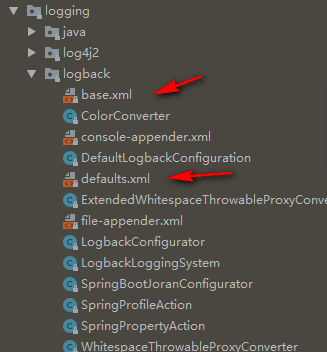 logging
java
log4j2
logback
base.xml
ColorConverter
console-appender.xml
DefaultLogbackConfiguration
defaults.xml
ExtendedWhitespaceThrowableProxyConve
file-appender.xml
LogbackConfigurator
LogbackLoggingSystem
SpringBootJoranConfigurator
SpringProfileAction
SpringPropertyAction
WhitespaceThrowableProxyConverter